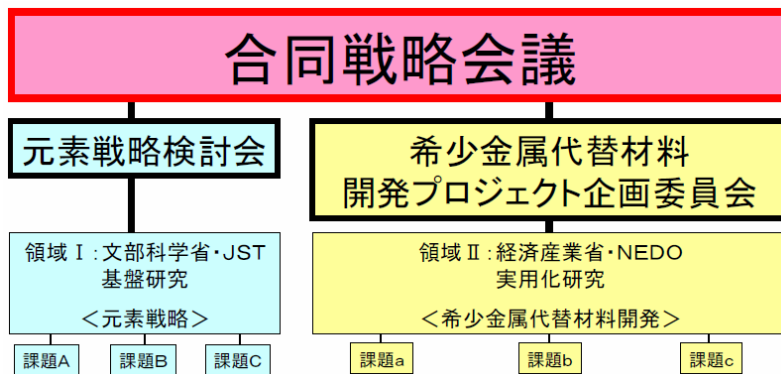 合同戦略会議
元素戦略検討会
希少金属代替材料
開発プロジェクト企画委員会
領域Ⅰ:文部科学省・JST
基盤研究
<元素戦略>
領域Ⅱ:経済産業省・NEDO
実用化研究
<希少金属代替材料開発>
課題A
課題B
課題C
課題a
課題b
課題c